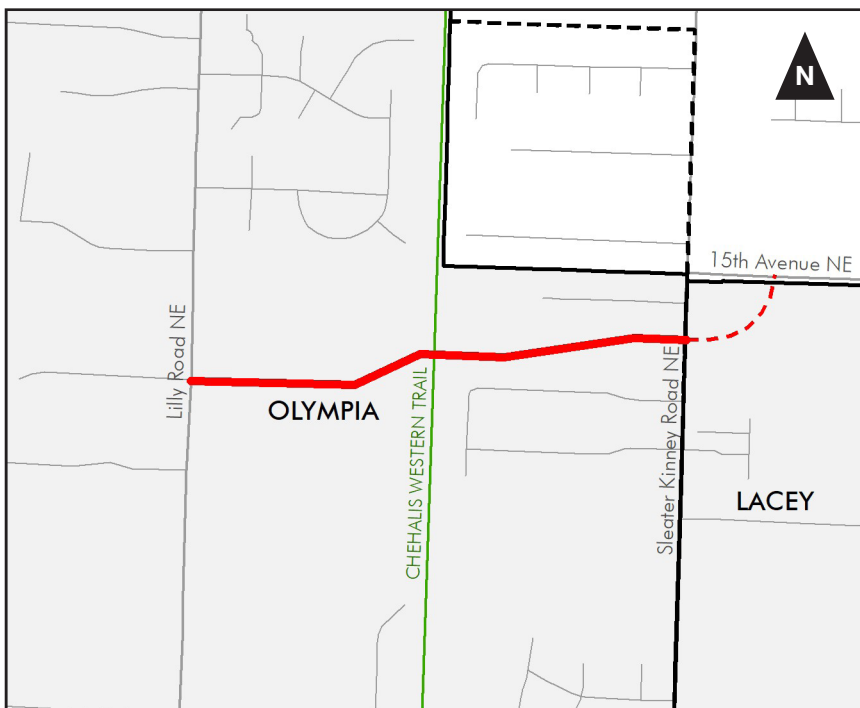 N
15th Avenue NE
Lilly Road NE
OLYMPIA
CHEHALIS WESTERN TRAIL
Sleater Kinney Road NE
LACEY